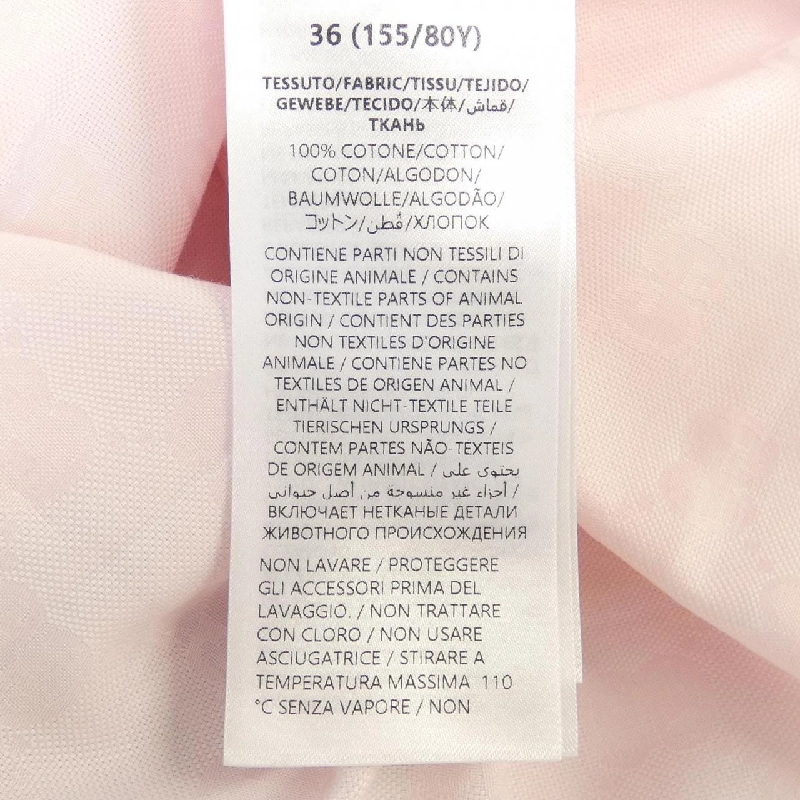 36 (155/80Y)
TESSUTO/FABRIC/TISSU/TEJIDO/
GEWEBE/TECIDO/本体/قماش/
ТКАНЬ
100% COTONE/COTTON/
COTON/ALGODON/
BAUMWOLLE/ALGODÃO/
コットン/قُطن/ХЛОПОК
CONTIENE PARTI NON TESSILI DI
ORIGINE ANIMALE / CONTAINS
NON-TEXTILE PARTS OF ANIMAL
ORIGIN / CONTIENT DES PARTIES
NON TEXTILES D'ORIGINE
ANIMALE / CONTIENE PARTES NO
TEXTILES DE ORIGEN ANIMAL /
ENTHÄLT NICHT-TEXTILE TEILE
TIERISCHEN URSPRUNGS /
CONTEM PARTES NÃO-TEXTEIS
DE ORIGEM ANIMAL / يحتوى على
أجزاء غير منسوجة من أصل حيوانى /
ВКЛЮЧАЕТ НЕТКАНЫЕ ДЕТАЛИ
ЖИВОТНОГО ПРОИСХОЖДЕНИЯ
NON LAVARE / PROTEGGERE
GLI ACCESSORI PRIMA DEL
LAVAGGIO. / NON TRATTARE
CON CLORO / NON USARE
ASCIUGATRICE / STIRARE A
TEMPERATURA MASSIMA 110
°C SENZA VAPORE / NON